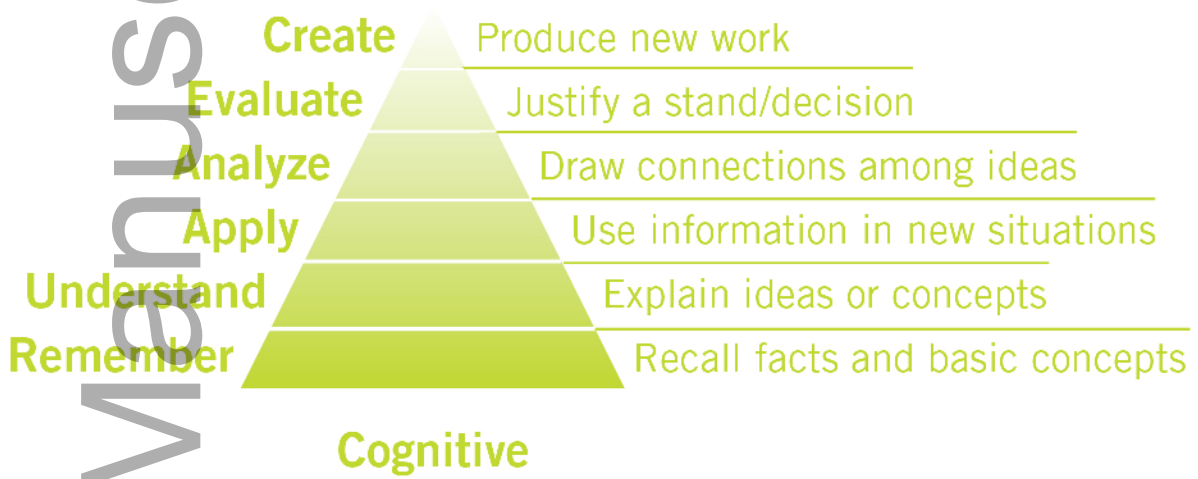 Create Produce new work
Evaluate Justify a stand/decision
Analyze Draw connections among ideas
Apply Use information in new situations
Understand Explain ideas or concepts
Remember Recall facts and basic concepts
Cognitive
Manus